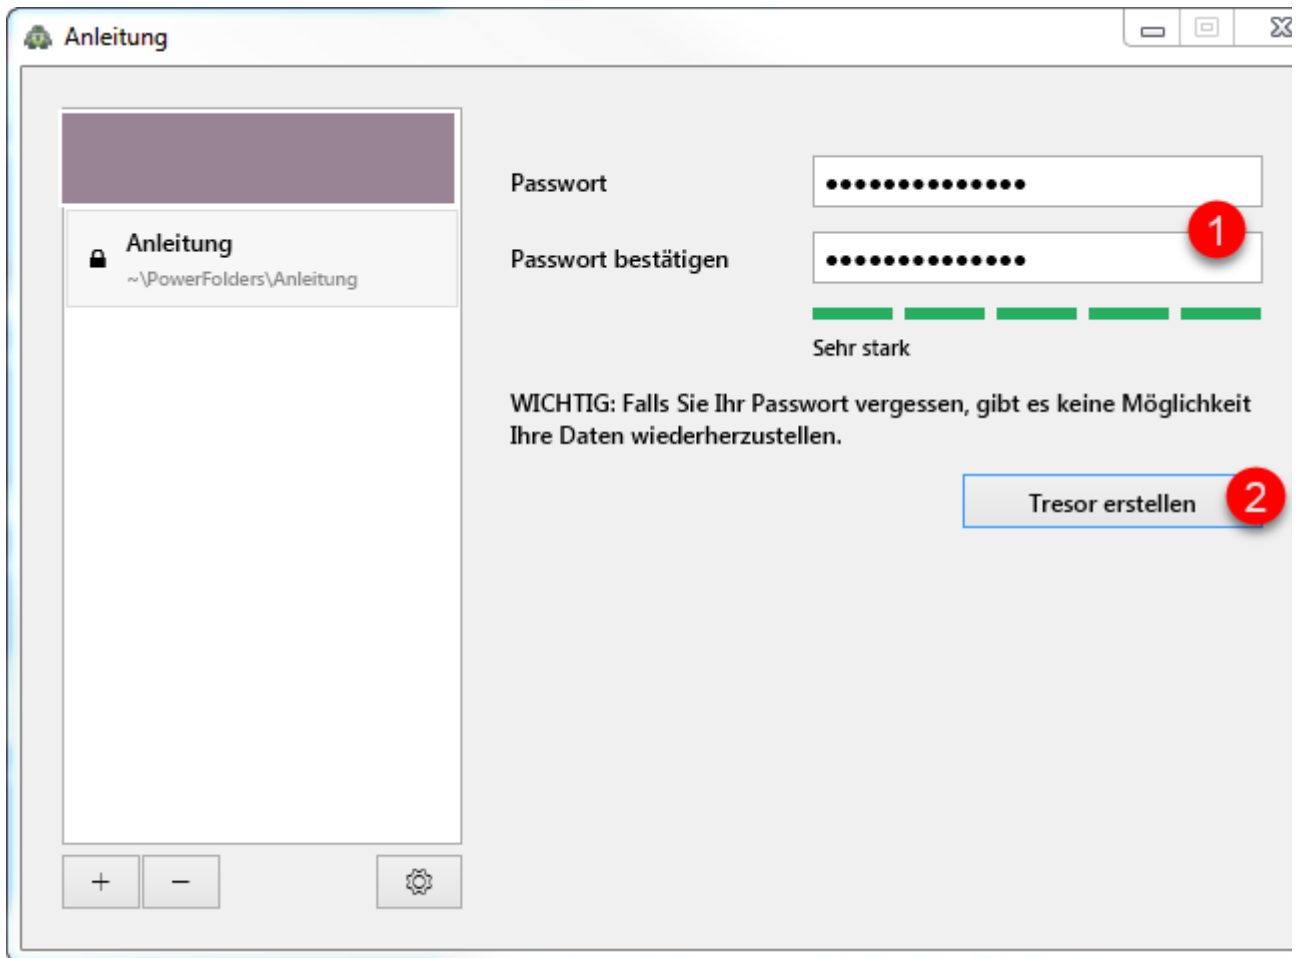 Anleitung
Anleitung
~\PowerFolders\Anleitung
Passwort
••••••••••••••
1
Passwort bestätigen
••••••••••••••
Sehr stark
WICHTIG: Falls Sie Ihr Passwort vergessen, gibt es keine Möglichkeit
Ihre Daten wiederherzustellen.
Tresor erstellen
2
+
−